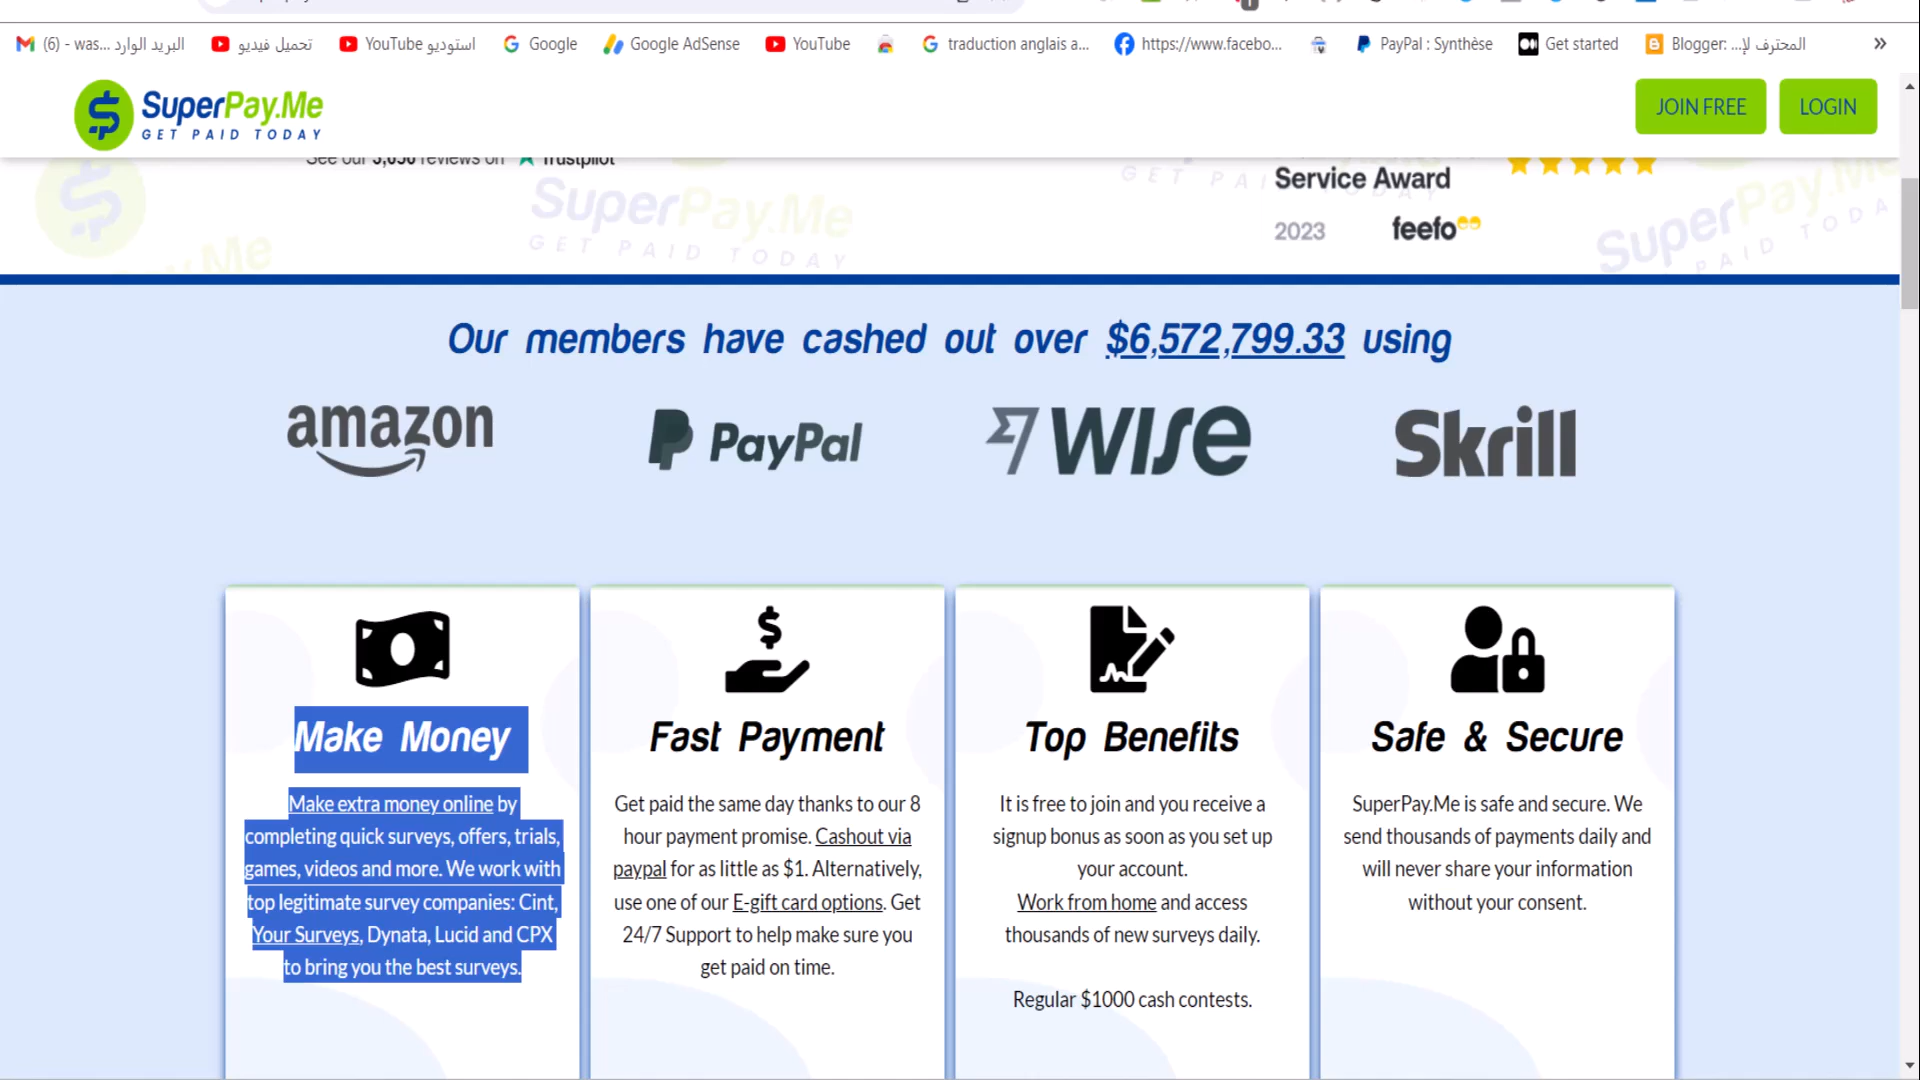 (6) - was... البريد الوارد
تحميل فيديو
استوديو YouTube
Google
Google AdSense
YouTube
traduction anglais a...
https://www.facebo...
PayPal : Synthèse
Get started
Blogger: ...المحترف لإ
»
SuperPay.Me
GET PAID TODAY
JOIN FREE
LOGIN
See our 3,650 reviews on Trustpilot
Service Award
2023
feefo
SuperPay.Me
GET PAID TODAY
Our members have cashed out over $6,572,799.33 using
amazon
PayPal
WISE
Skrill
Make Money
Make extra money online by
completing quick surveys, offers, trials,
games, videos and more. We work with
top legitimate survey companies: Cint,
Your Surveys, Dynata, Lucid and CPX
to bring you the best surveys.
Fast Payment
Get paid the same day thanks to our 8
hour payment promise. Cashout via
paypal for as little as $1. Alternatively,
use one of our E-gift card options. Get
24/7 Support to help make sure you
get paid on time.
Top Benefits
It is free to join and you receive a
signup bonus as soon as you set up
your account.
Work from home and access
thousands of new surveys daily.
Regular $1000 cash contests.
Safe & Secure
SuperPay.Me is safe and secure. We
send thousands of payments daily and
will never share your information
without your consent.